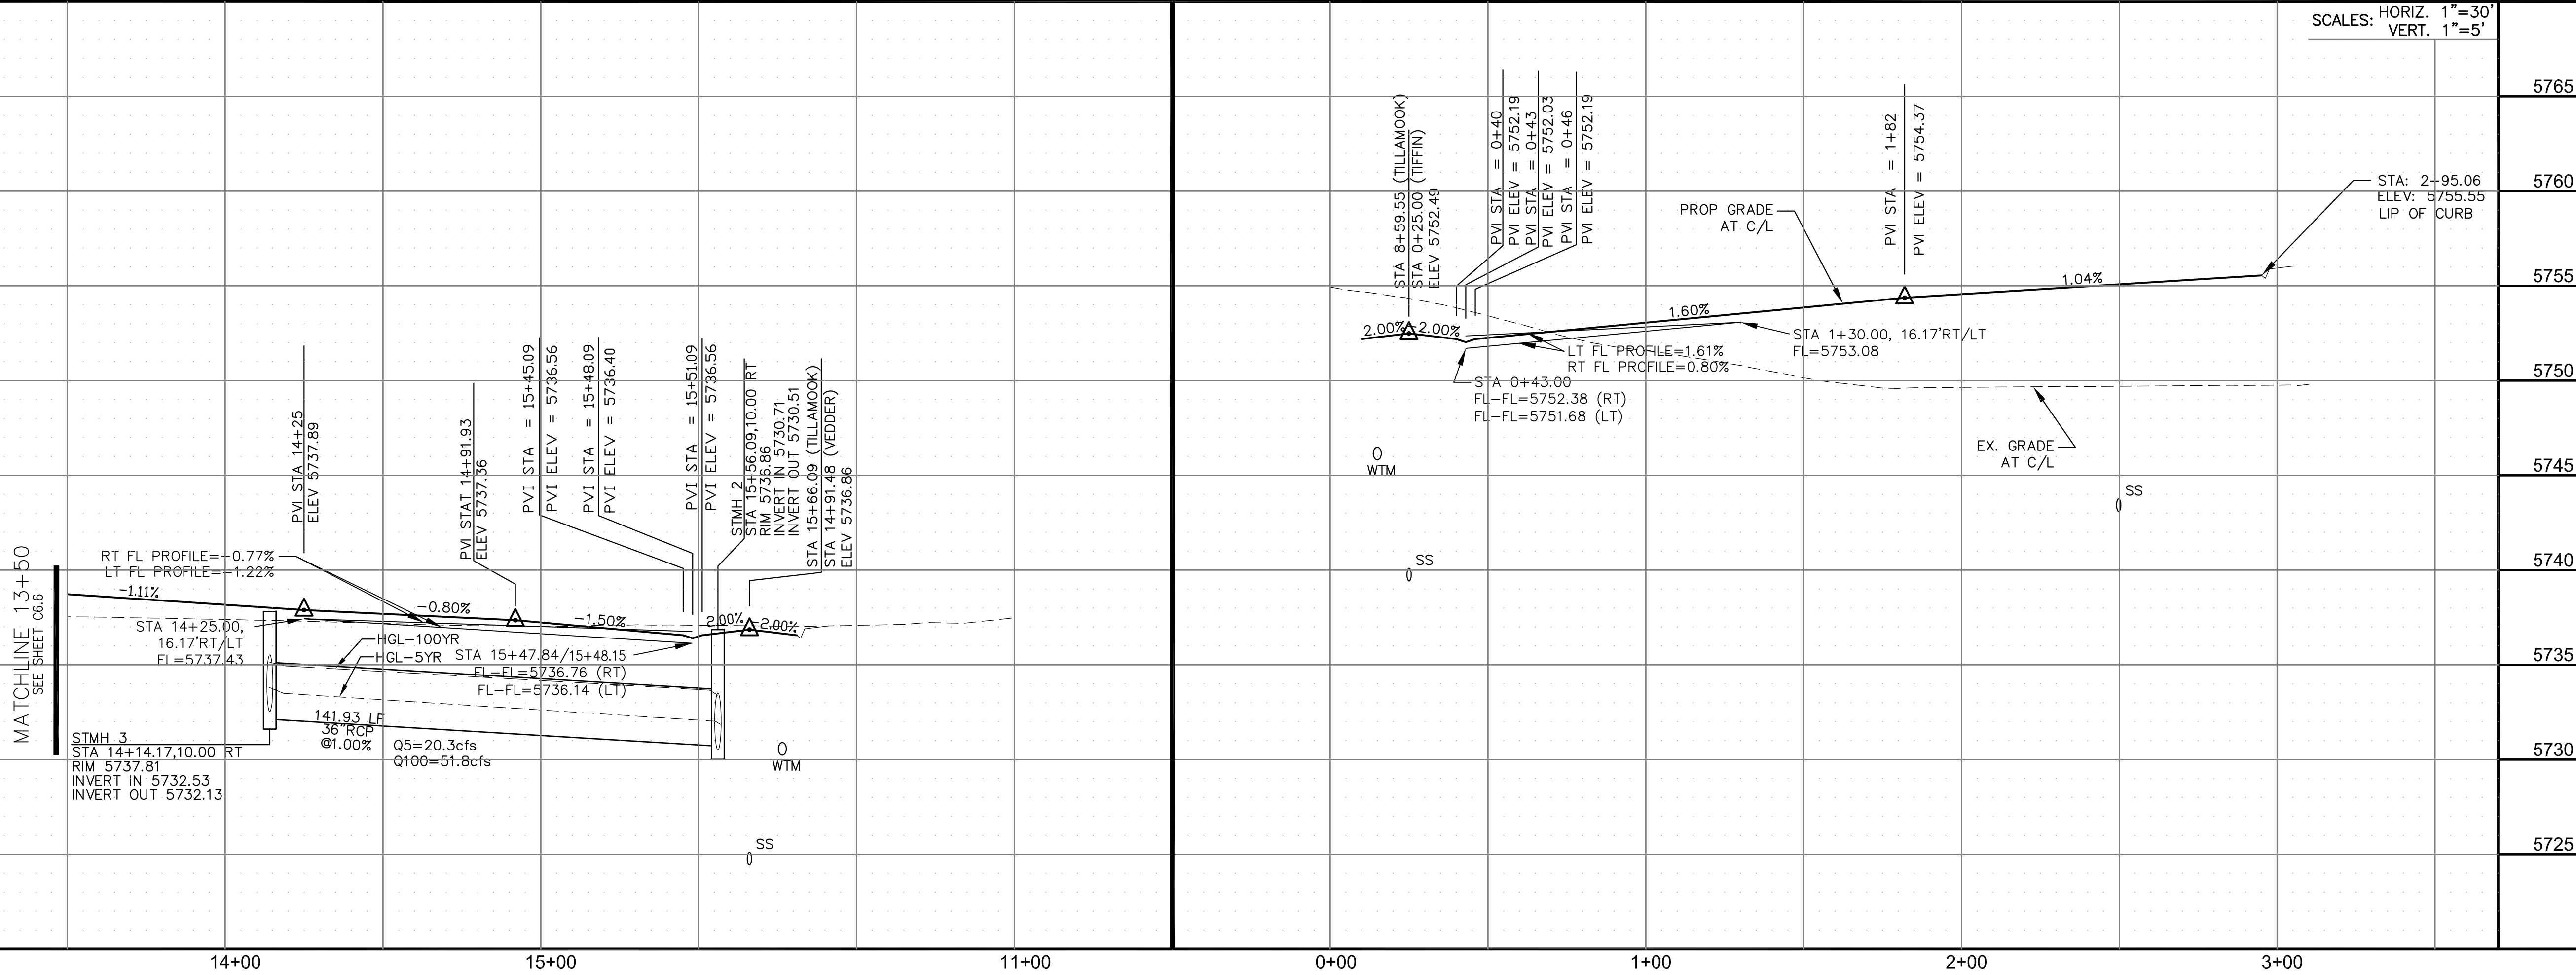 SCALES: HORIZ. 1"=30'
VERT. 1"=5'
5765
5760
5755
5750
5745
5740
5735
5730
5725
MATCHLINE 13+50
SEE SHEET C6.6
RT FL PROFILE=-0.77%
LT FL PROFILE=-1.22%
-1.11%
-0.80%
-1.50%
2.00%
-2.00%
PVI STA 14+25
ELEV 5737.89
PVI STAT 14+91.93
ELEV 5737.36
PVI STA = 15+45.09
PVI ELEV = 5736.56
PVI STA = 15+48.09
PVI ELEV = 5736.40
PVI STA = 15+51.09
PVI ELEV = 5736.56
STMH 2
STA 15+56.09,10.00 RT
RIM 5736.86
INVERT IN 5730.71
INVERT OUT 5730.51
STA 15+66.09 (TILLAMOOK)
STA 14+91.48 (VEDDER)
ELEV 5736.86
STA 14+25.00,
16.17'RT/LT
FL=5737.43
HGL-100YR
HGL-5YR
STA 15+47.84/15+48.15
FL-FL=5736.76 (RT)
FL-FL=5736.14 (LT)
141.93 LF
36"RCP
@1.00%
Q5=20.3cfs
Q100=51.8cfs
STMH 3
STA 14+14.17,10.00 RT
RIM 5737.81
INVERT IN 5732.53
INVERT OUT 5732.13
WTM
SS
STA 8+59.55 (TILLAMOOK)
STA 0+25.00 (TIFFIN)
ELEV 5752.49
PVI STA = 0+40
PVI ELEV = 5752.19
PVI STA = 0+43
PVI ELEV = 5752.03
PVI STA = 0+46
PVI ELEV = 5752.19
PVI STA = 1+82
PVI ELEV = 5754.37
PROP GRADE
AT C/L
STA: 2+95.06
ELEV: 5755.55
LIP OF CURB
2.00%
-2.00%
1.60%
1.04%
STA 1+30.00, 16.17'RT/LT
FL=5753.08
LT FL PROFILE=1.61%
RT FL PROFILE=0.80%
STA 0+43.00
FL-FL=5752.38 (RT)
FL-FL=5751.68 (LT)
EX. GRADE
AT C/L
WTM
SS
SS
14+00
15+00
11+00
0+00
1+00
2+00
3+00